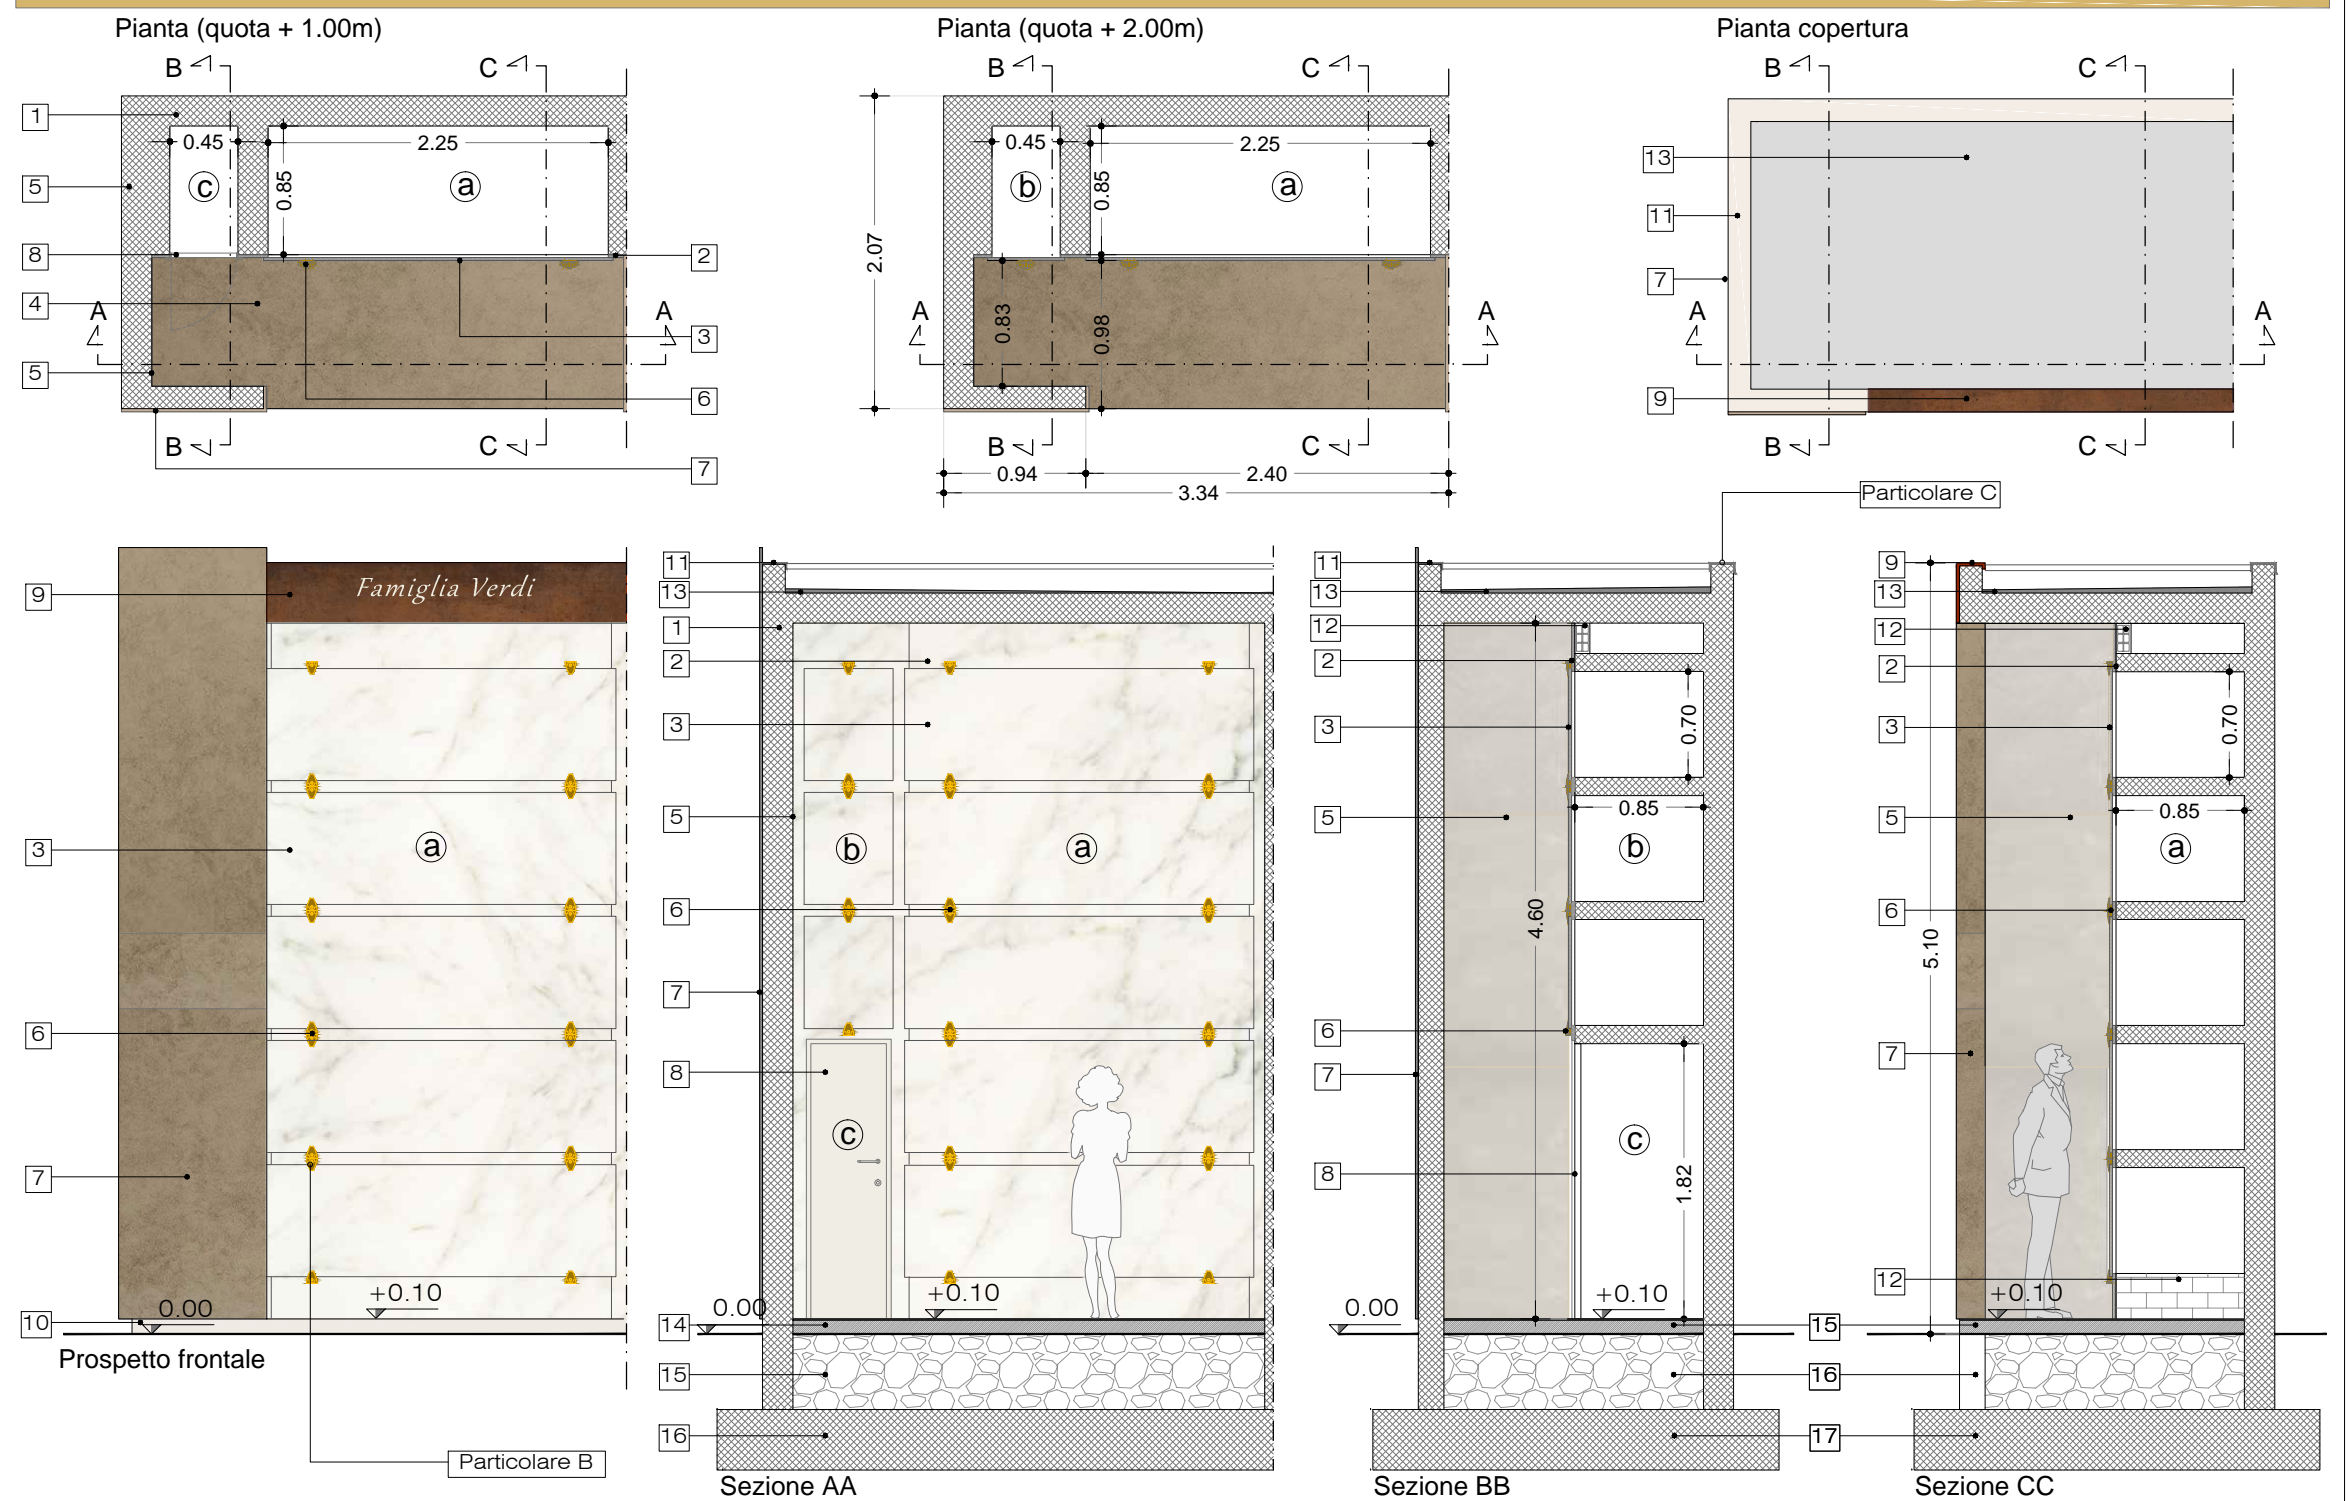 Pianta (quota + 1.00m)
B
C
1
0.45
2.25
5
c
0.85
a
8
2
4
A
A
3
5
6
B
C
7
Pianta (quota + 2.00m)
B
C
0.45
2.25
b
0.85
a
2.07
0.83
0.98
A
A
B
C
0.94
2.40
3.34
Pianta copertura
B
C
13
11
7
A
A
9
B
C
Particolare C
Famiglia Verdi
9
3
a
6
7
+0.10
0.00
10
Prospetto frontale
Particolare B
11
13
1
2
3
5
b
a
6
7
8
c
+0.10
0.00
14
15
16
Sezione AA
11
13
12
2
3
0.70
5
0.85
b
4.60
6
7
c
8
1.82
+0.10
0.00
15
16
17
Sezione BB
9
13
12
2
3
0.70
5
0.85
a
6
5.10
7
12
+0.10
Sezione CC